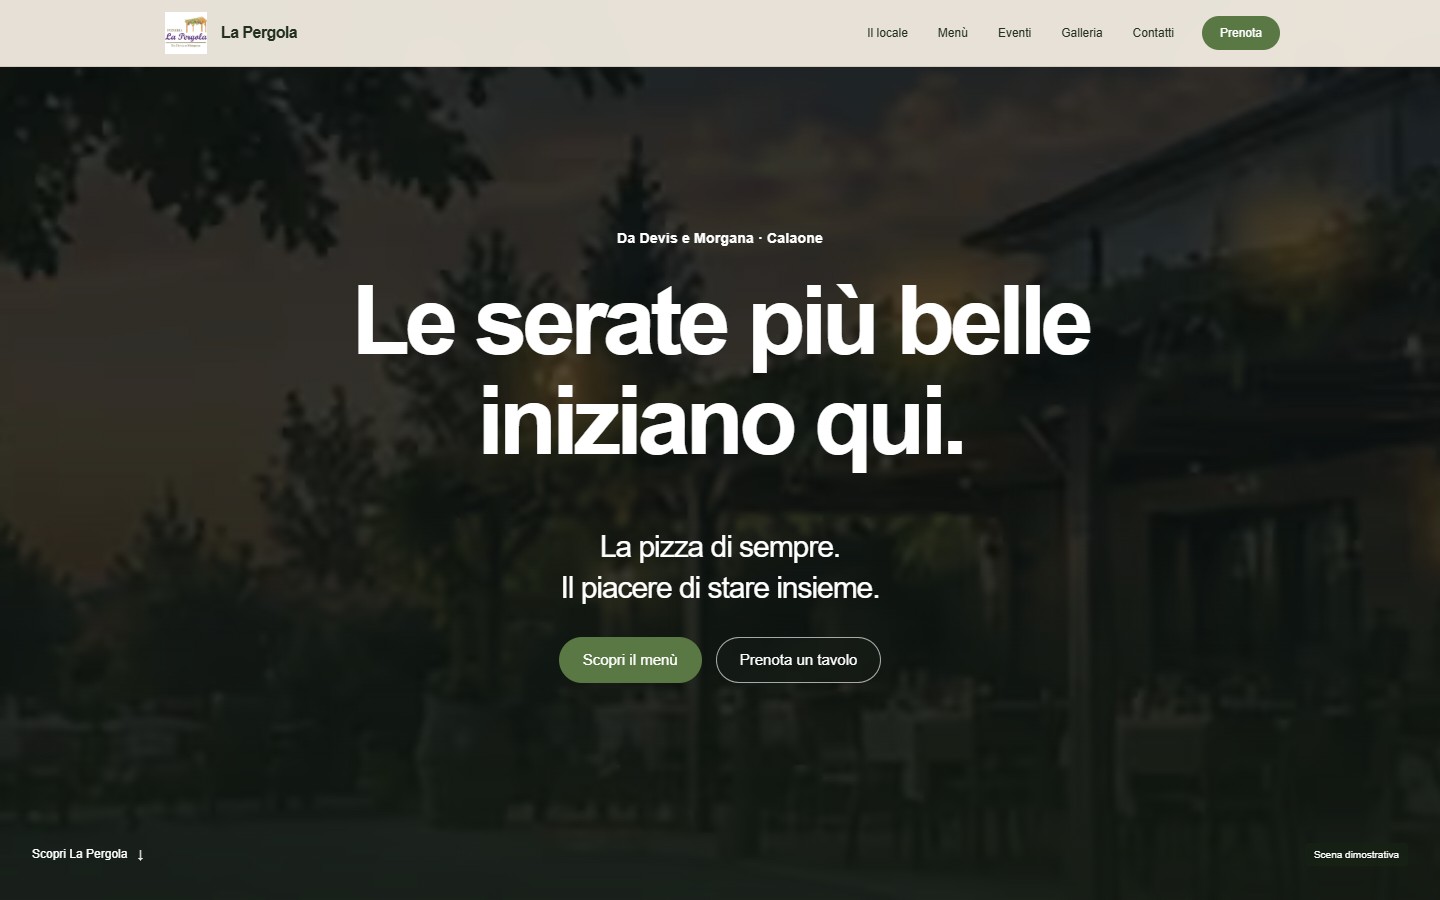 La Pergola
La Pergola
Il locale
Menù
Eventi
Galleria
Contatti
Prenota
Da Devis e Morgana · Calaone
Le serate più belle
iniziano qui.
La pizza di sempre.
Il piacere di stare insieme.
Scopri il menù
Prenota un tavolo
Scopri La Pergola ↓
Scena dimostrativa